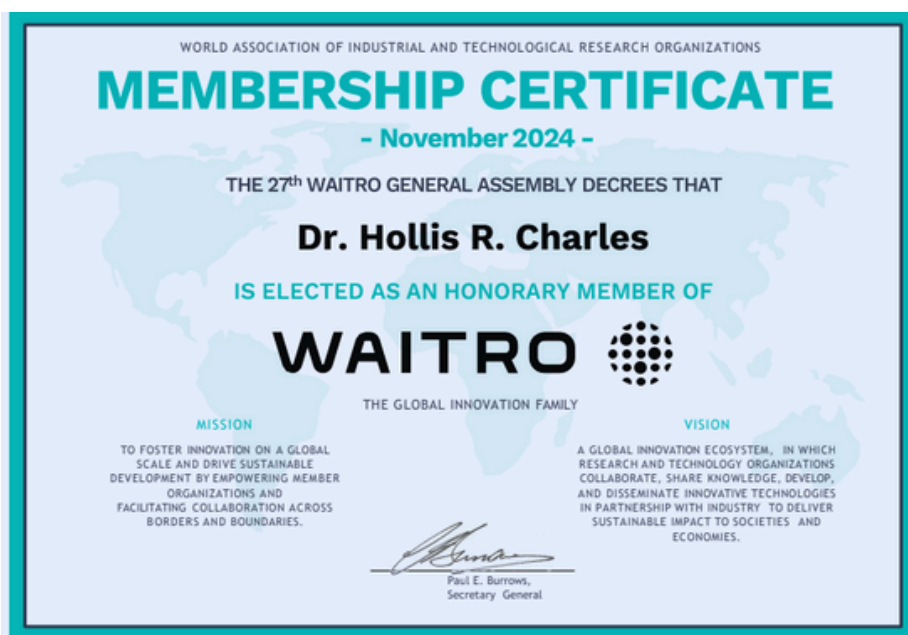 WORLD ASSOCIATION OF INDUSTRIAL AND TECHNOLOGICAL RESEARCH ORGANIZATIONS
MEMBERSHIP CERTIFICATE
- November 2024 -
THE 27th WAITRO GENERAL ASSEMBLY DECREES THAT
Dr. Hollis R. Charles
IS ELECTED AS AN HONORARY MEMBER OF
WAITRO
THE GLOBAL INNOVATION FAMILY
MISSION
TO FOSTER INNOVATION ON A GLOBAL
SCALE AND DRIVE SUSTAINABLE
DEVELOPMENT BY EMPOWERING MEMBER
ORGANIZATIONS AND
FACILITATING COLLABORATION ACROSS
BORDERS AND BOUNDARIES.
VISION
A GLOBAL INNOVATION ECOSYSTEM, IN WHICH
RESEARCH AND TECHNOLOGY ORGANIZATIONS
COLLABORATE, SHARE KNOWLEDGE, DEVELOP,
AND DISSEMINATE INNOVATIVE TECHNOLOGIES
IN PARTNERSHIP WITH INDUSTRY TO DELIVER
SUSTAINABLE IMPACT TO SOCIETIES AND
ECONOMIES.
Paul E. Burrows,
Secretary General